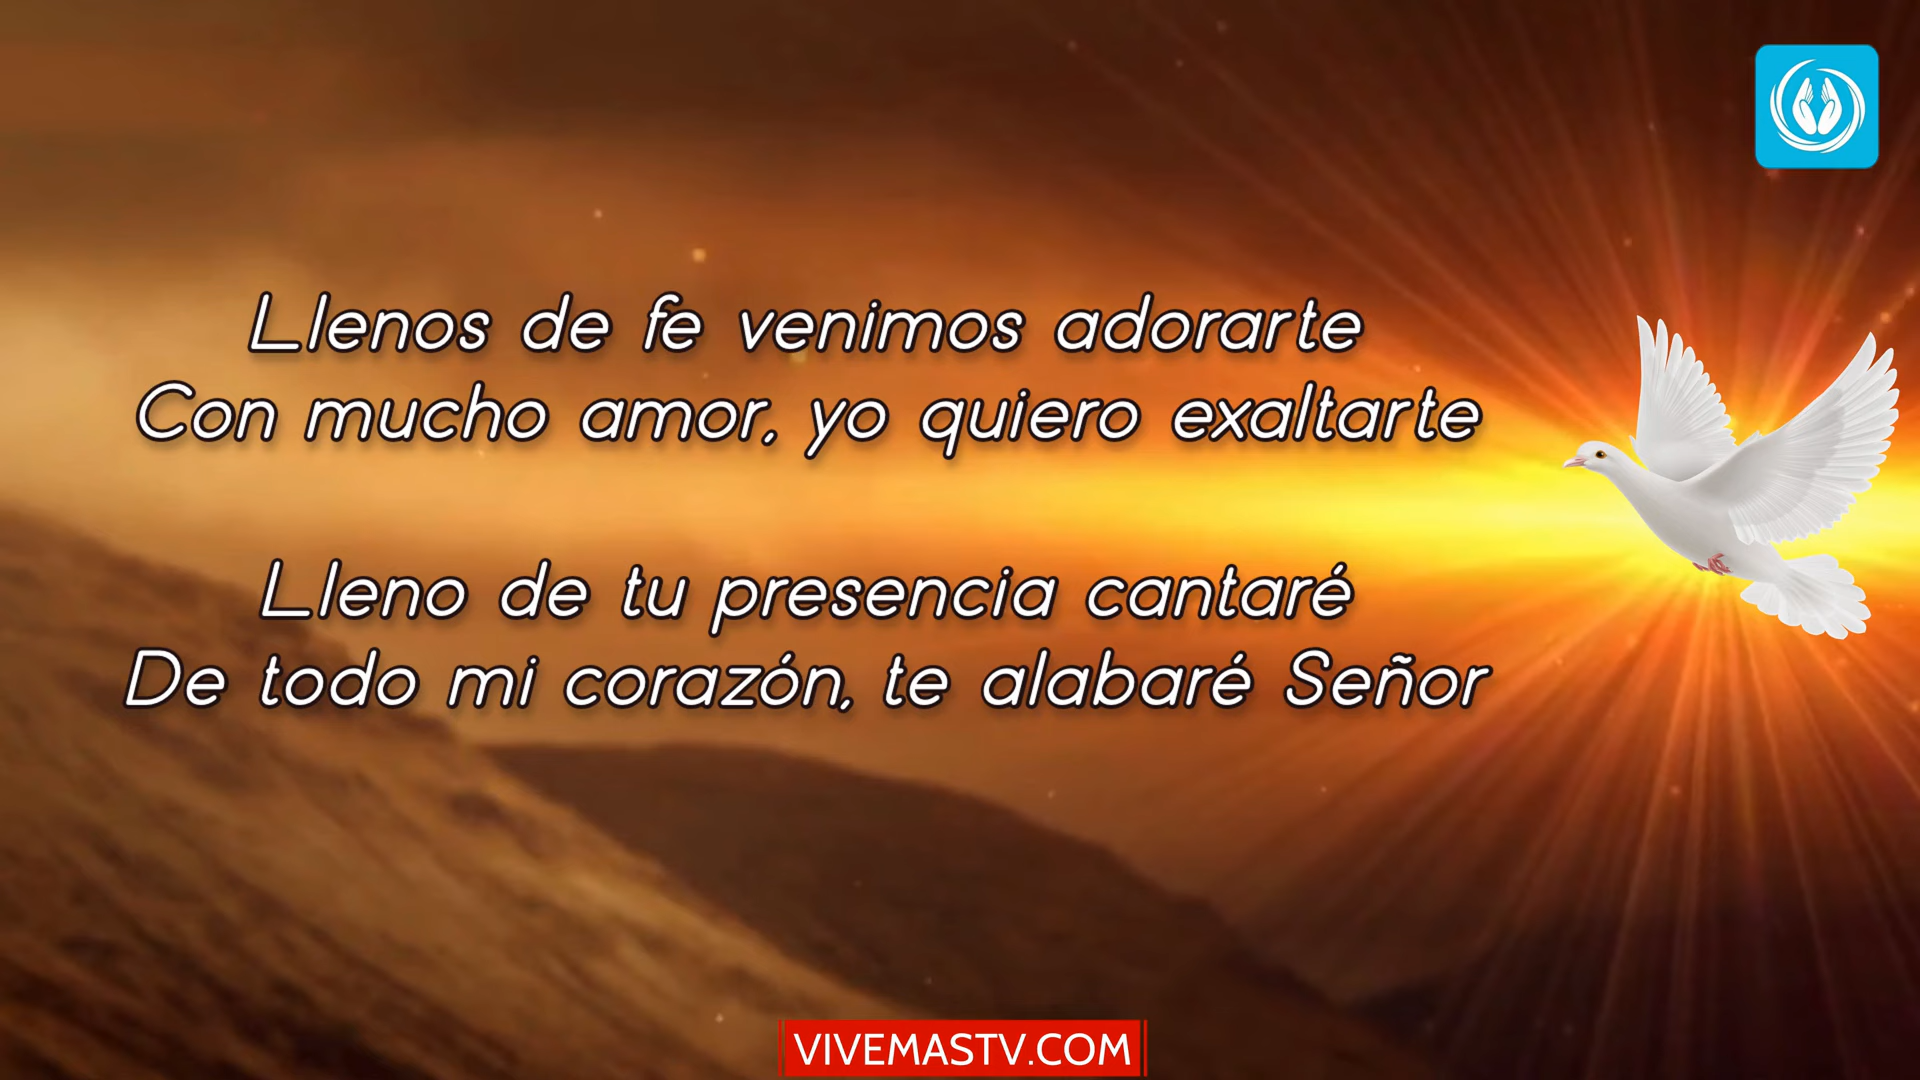 Llenos de fe venimos adorarte
Con mucho amor, yo quiero exaltarte
Lleno de tu presencia cantaré
De todo mi corazón, te alabaré Señor
VIVEMASTV.COM